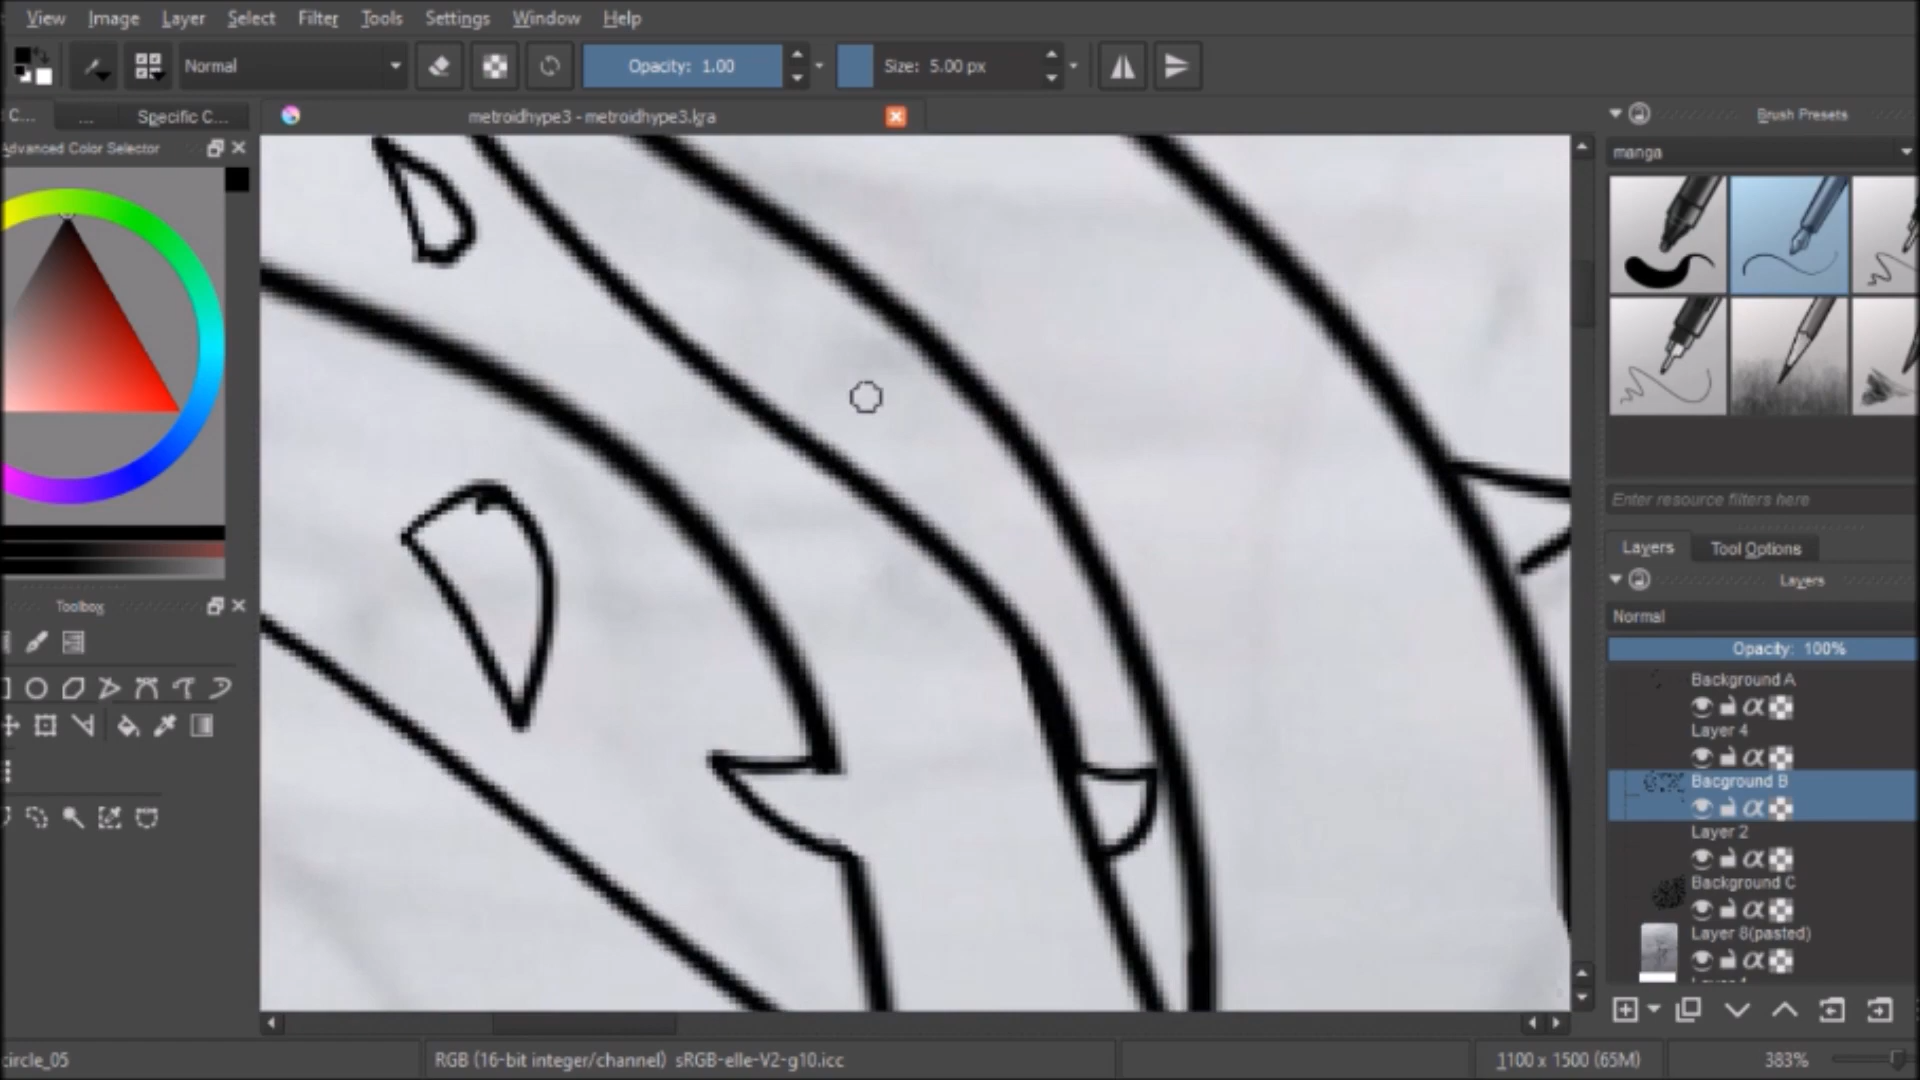 View Image Layer Select Filter Tools Settings Window Help
Normal Opacity: 1.00 Size: 5.00 px
C... ... Specific C... metroidhype3 - metroidhype3.kra Brush Presets
Advanced Color Selector
manga
Enter resource filters here
Layers Tool Options
Layers
Toolbox
Normal
Opacity: 100%
Background A
Layer 4
Bacground B
Layer 2
Background C
Layer 8(pasted)
circle_05 RGB (16-bit integer/channel) sRGB-elle-V2-g10.icc 1100 x 1500 (65M) 383%